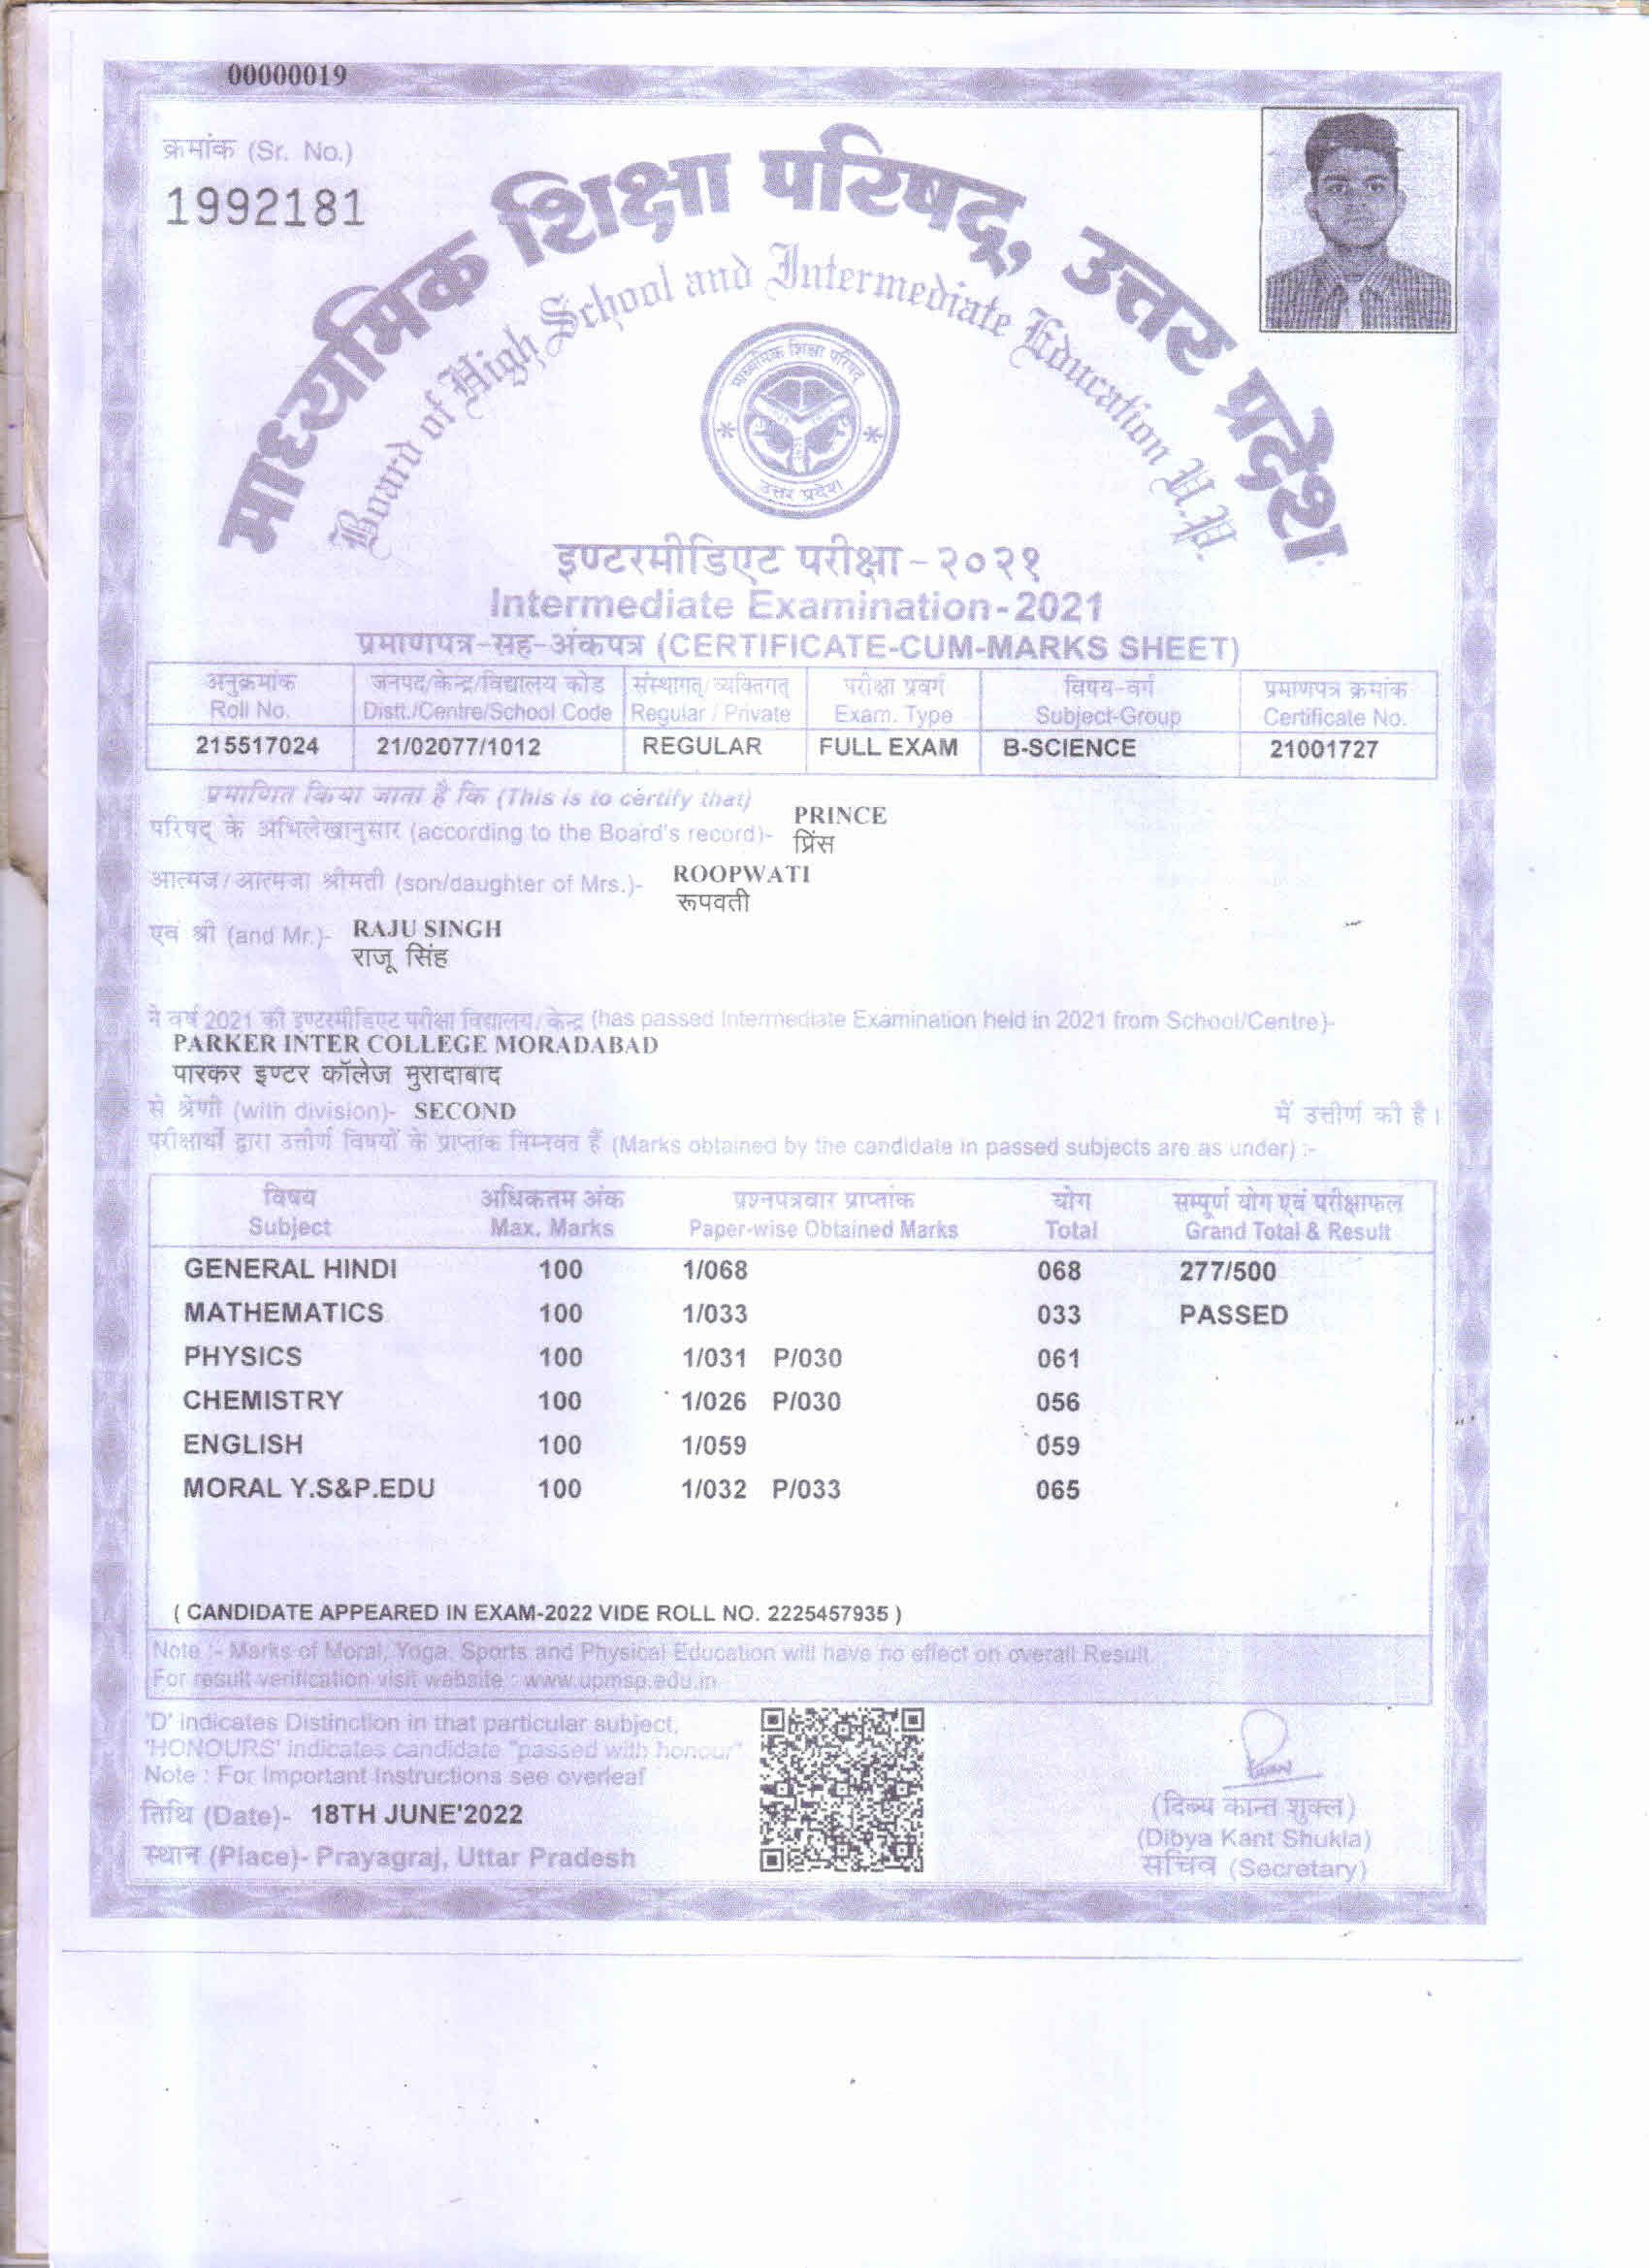 00000019
क्रमांक (Sr. No.)
1992181
माध्यमिक शिक्षा परिषद्, उत्तर प्रदेश
Board of High School and Intermediate Education U.P.
माध्यमिक शिक्षा परिषद
उत्तर प्रदेश
इण्टरमीडिएट परीक्षा - २०२१
Intermediate Examination-2021
प्रमाणपत्र-सह-अंकपत्र (CERTIFICATE-CUM-MARKS SHEET)
अनुक्रमांक जनपद/केन्द्र/विद्यालय कोड संस्थागत/व्यक्तिगत परीक्षा प्रवर्ग विषय-वर्ग प्रमाणपत्र क्रमांक
Roll No. Distt./Centre/School Code Regular / Private Exam. Type Subject-Group Certificate No.
215517024 21/02077/1012 REGULAR FULL EXAM B-SCIENCE 21001727
प्रमाणित किया जाता है कि (This is to certify that)
परिषद् के अभिलेखानुसार (according to the Board's record)- PRINCE
प्रिंस
आत्मज/आत्मजा श्रीमती (son/daughter of Mrs.)- ROOPWATI
रूपवती
एवं श्री (and Mr.)- RAJU SINGH
राजू सिंह
ने वर्ष 2021 की इण्टरमीडिएट परीक्षा विद्यालय/केन्द्र (has passed Intermediate Examination held in 2021 from School/Centre)-
PARKER INTER COLLEGE MORADABAD
पारकर इण्टर कॉलेज मुरादाबाद
से श्रेणी (with division)- SECOND में उत्तीर्ण की है।
परीक्षार्थी द्वारा उत्तीर्ण विषयों के प्राप्तांक निम्नवत हैं (Marks obtained by the candidate in passed subjects are as under) :-
विषय अधिकतम अंक प्रश्नपत्रवार प्राप्तांक योग सम्पूर्ण योग एवं परीक्षाफल
Subject Max. Marks Paper-wise Obtained Marks Total Grand Total & Result
GENERAL HINDI 100 1/068 068 277/500
MATHEMATICS 100 1/033 033 PASSED
PHYSICS 100 1/031 P/030 061
CHEMISTRY 100 1/026 P/030 056
ENGLISH 100 1/059 059
MORAL Y.S&P.EDU 100 1/032 P/033 065
( CANDIDATE APPEARED IN EXAM-2022 VIDE ROLL NO. 2225457935 )
Note :- Marks of Moral, Yoga, Sports and Physical Education will have no effect on overall Result.
For result verification visit website : www.upmsp.edu.in
'D' indicates Distinction in that particular subject,
'HONOURS' indicates candidate "passed with honour"
Note : For Important Instructions see overleaf
तिथि (Date)- 18TH JUNE'2022
स्थान (Place)- Prayagraj, Uttar Pradesh
(दिब्य कान्त शुक्ल)
(Dibya Kant Shukla)
सचिव (Secretary)